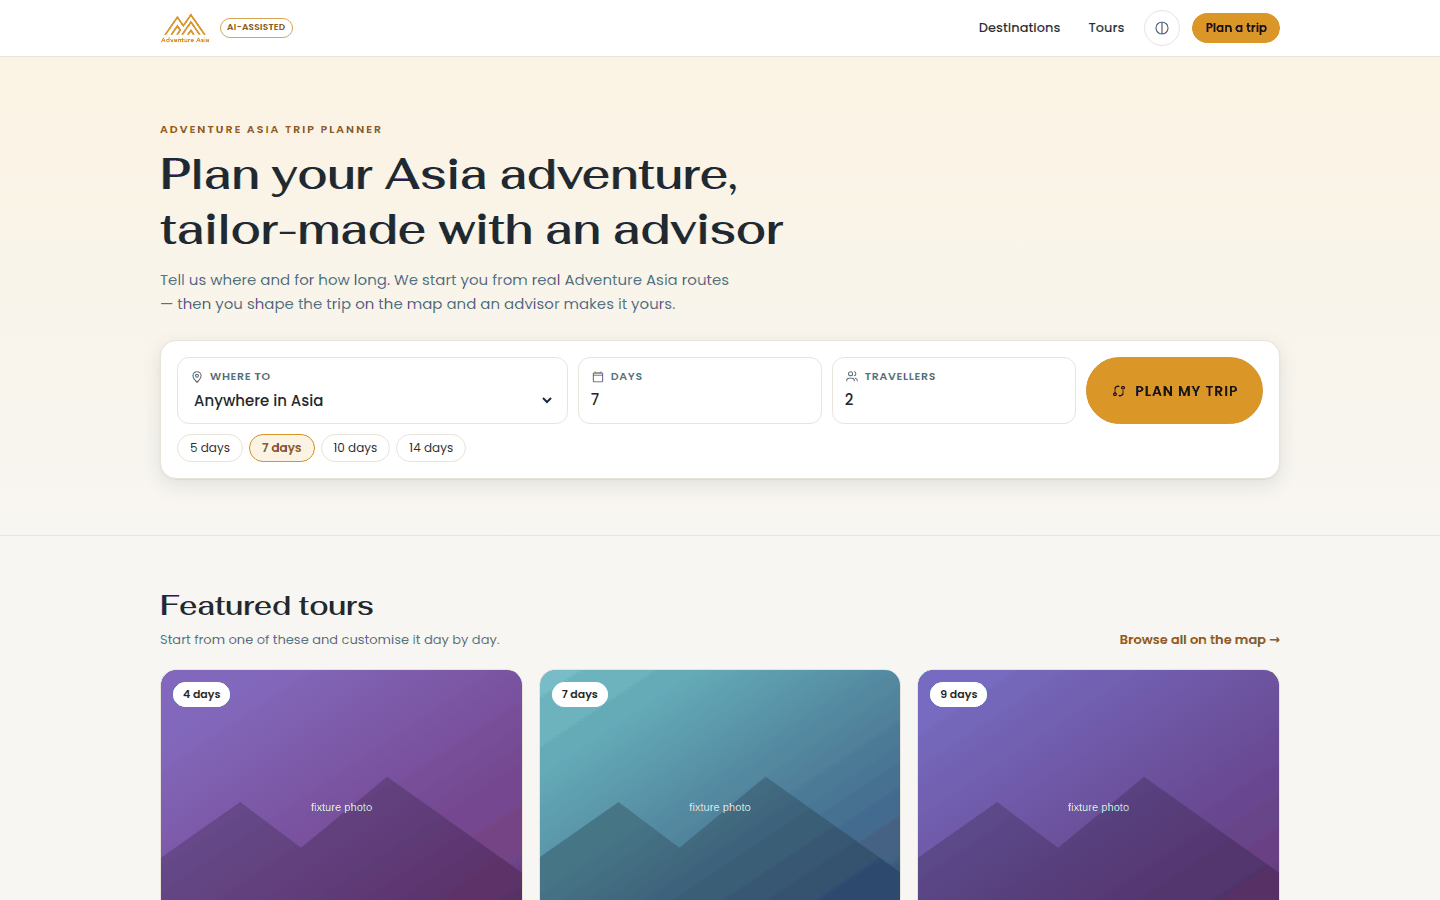 Adventure Asia
AI-ASSISTED
Destinations
Tours
Plan a trip
ADVENTURE ASIA TRIP PLANNER
Plan your Asia adventure,
tailor-made with an advisor
Tell us where and for how long. We start you from real Adventure Asia routes
— then you shape the trip on the map and an advisor makes it yours.
WHERE TO
Anywhere in Asia
DAYS
7
TRAVELLERS
2
PLAN MY TRIP
5 days
7 days
10 days
14 days
Featured tours
Start from one of these and customise it day by day.
Browse all on the map →
4 days
fixture photo
7 days
fixture photo
9 days
fixture photo